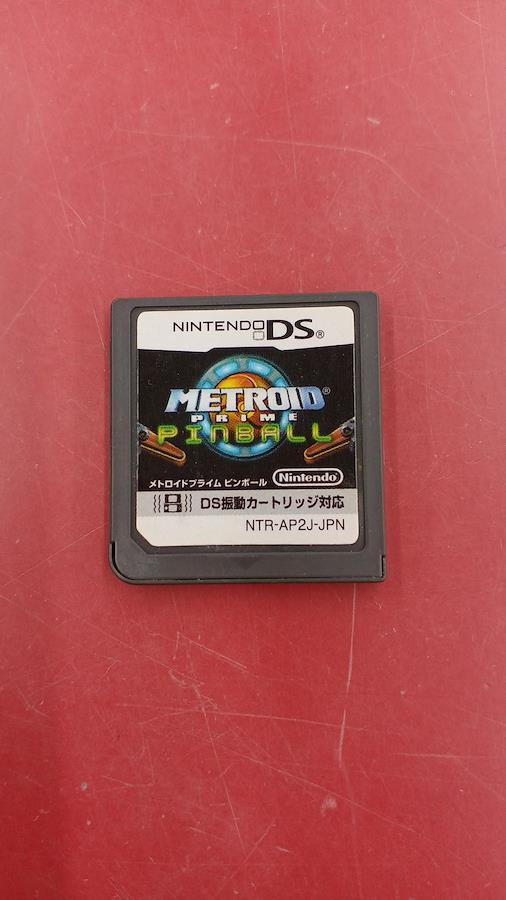 NINTENDO DS®
METROID®
PRIME
PINBALL
メトロイドプライム ピンボール Nintendo®
DS振動カートリッジ対応
NTR-AP2J-JPN